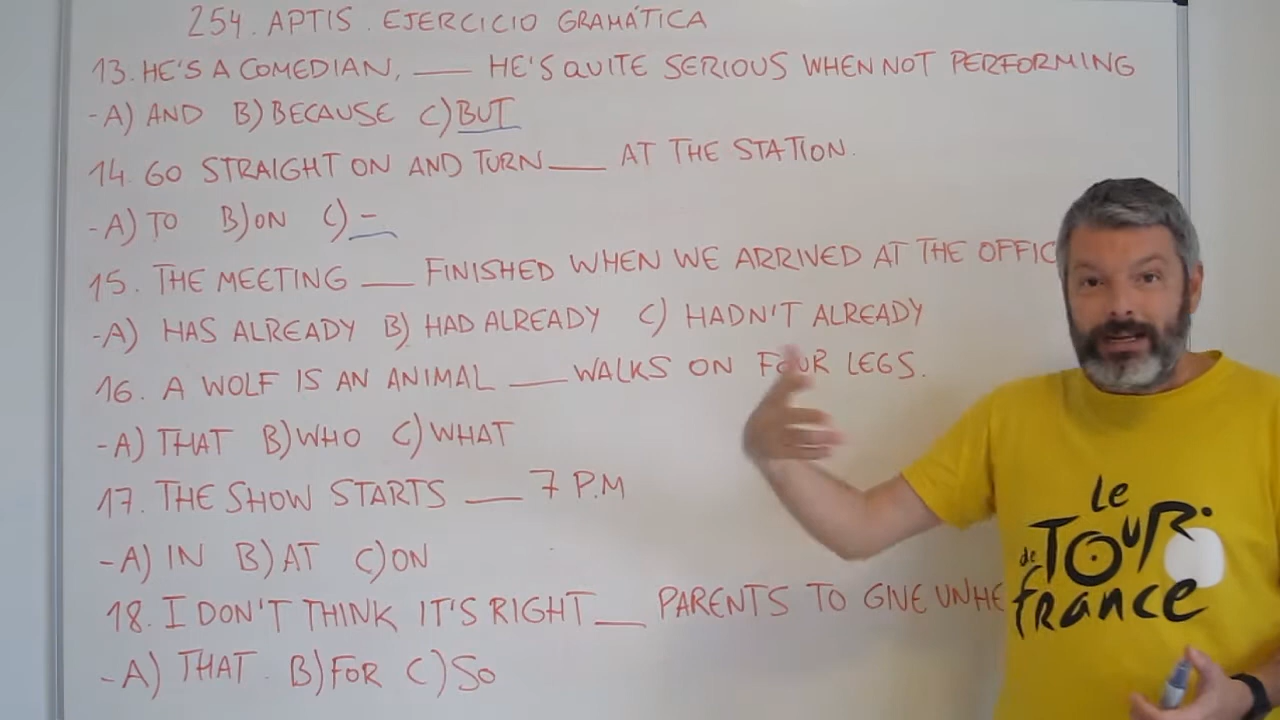 254. APTIS. EJERCICIO GRAMÁTICA
13. HE'S A COMEDIAN, ___ HE'S QUITE SERIOUS WHEN NOT PERFORMING
-A) AND B) BECAUSE C) BUT
14. GO STRAIGHT ON AND TURN ___ AT THE STATION.
-A) TO B) ON C) -
15. THE MEETING ___ FINISHED WHEN WE ARRIVED AT THE OFFIC
-A) HAS ALREADY B) HAD ALREADY C) HADN'T ALREADY
16. A WOLF IS AN ANIMAL ___ WALKS ON FOUR LEGS.
-A) THAT B) WHO C) WHAT
17. THE SHOW STARTS ___ 7 P.M
-A) IN B) AT C) ON
18. I DON'T THINK IT'S RIGHT ___ PARENTS TO GIVE UNHE
-A) THAT. B) FOR C) SO
Le
de TOUR.
france